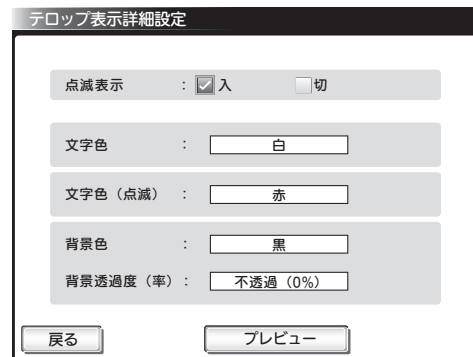 テロップ表示詳細設定
点滅表示 : 入 切
文字色 : 白
文字色（点滅） : 赤
背景色 : 黒
背景透過度（率） : 不透過（0%）
戻る プレビュー